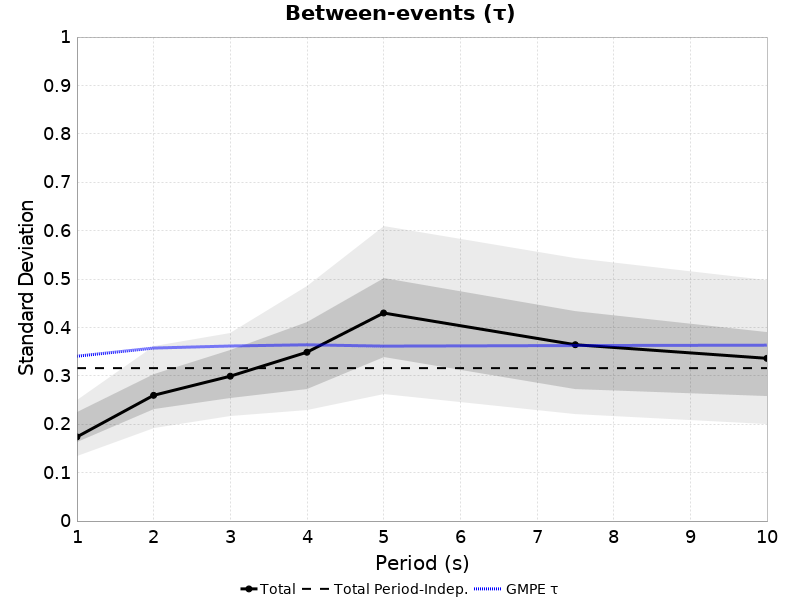 Between-events (τ)
1
0.9
0.8
0.7
0.6
0.5
0.4
0.3
0.2
0.1
0
Standard Deviation
1 2 3 4 5 6 7 8 9 10
Period (s)
Total Total Period-Indep. GMPE τ